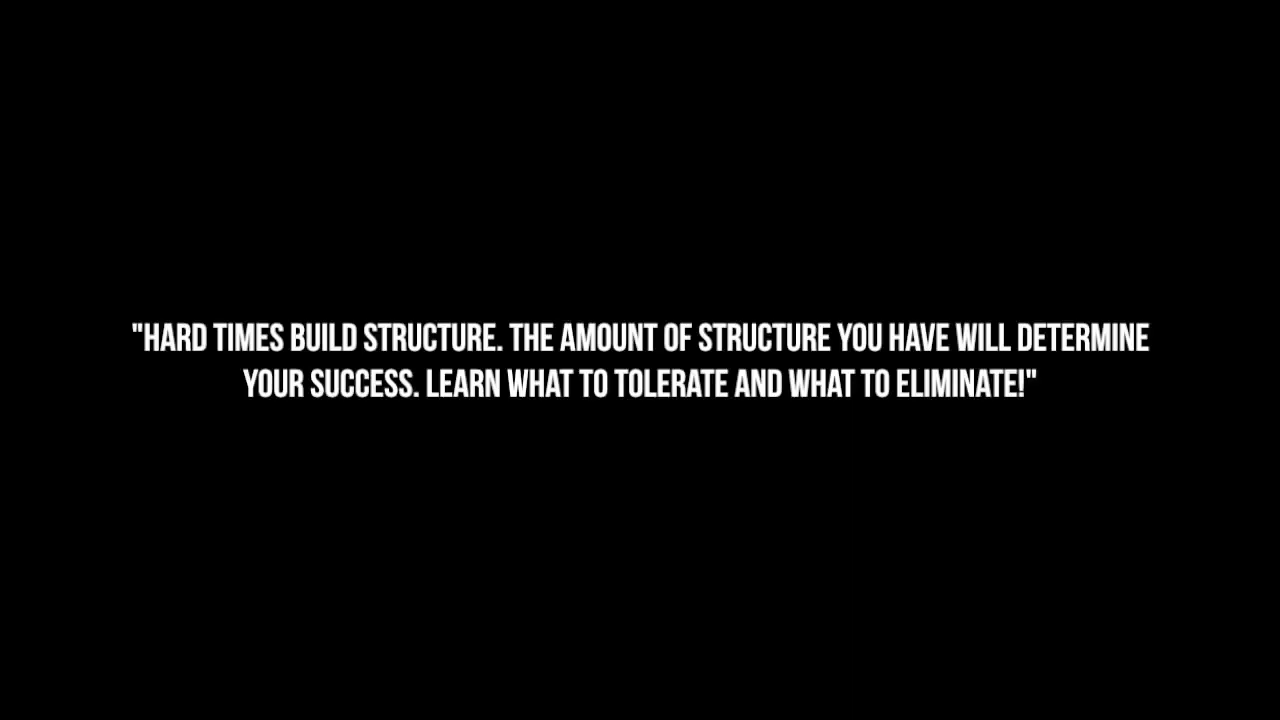 "HARD TIMES BUILD STRUCTURE. THE AMOUNT OF STRUCTURE YOU HAVE WILL DETERMINE
YOUR SUCCESS. LEARN WHAT TO TOLERATE AND WHAT TO ELIMINATE!"